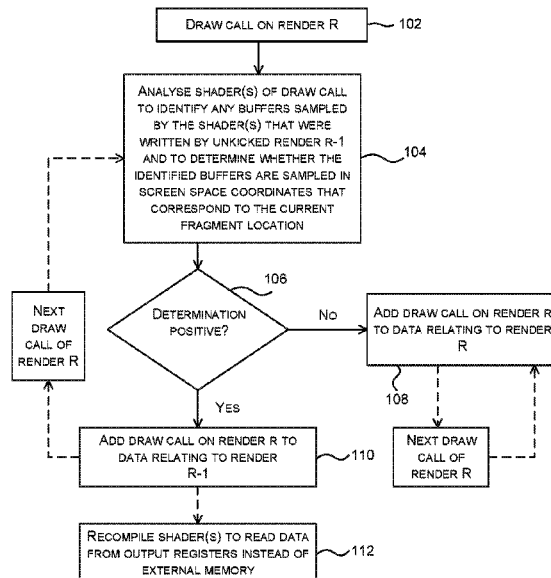 DRAW CALL ON RENDER R
102
ANALYSE SHADER(S) OF DRAW CALL
TO IDENTIFY ANY BUFFERS SAMPLED
BY THE SHADER(S) THAT WERE
WRITTEN BY UNKICKED RENDER R-1
AND TO DETERMINE WHETHER THE
IDENTIFIED BUFFERS ARE SAMPLED IN
SCREEN SPACE COORDINATES THAT
CORRESPOND TO THE CURRENT
FRAGMENT LOCATION
104
106
DETERMINATION
POSITIVE?
NO
YES
NEXT
DRAW
CALL OF
RENDER R
ADD DRAW CALL ON RENDER R
TO DATA RELATING TO RENDER
R
108
NEXT DRAW
CALL OF
RENDER R
ADD DRAW CALL ON RENDER R TO
DATA RELATING TO RENDER
R-1
110
RECOMPILE SHADER(S) TO READ DATA
FROM OUTPUT REGISTERS INSTEAD OF
EXTERNAL MEMORY
112